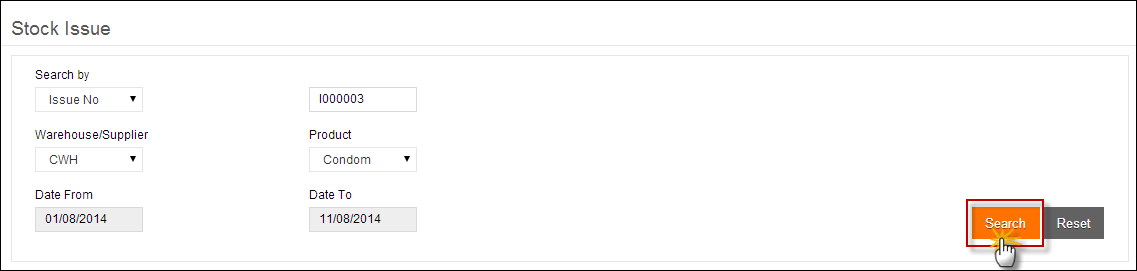 Stock Issue
Search by
Issue No I000003
Warehouse/Supplier Product
CWH Condom
Date From Date To
01/08/2014 11/08/2014
Search Reset